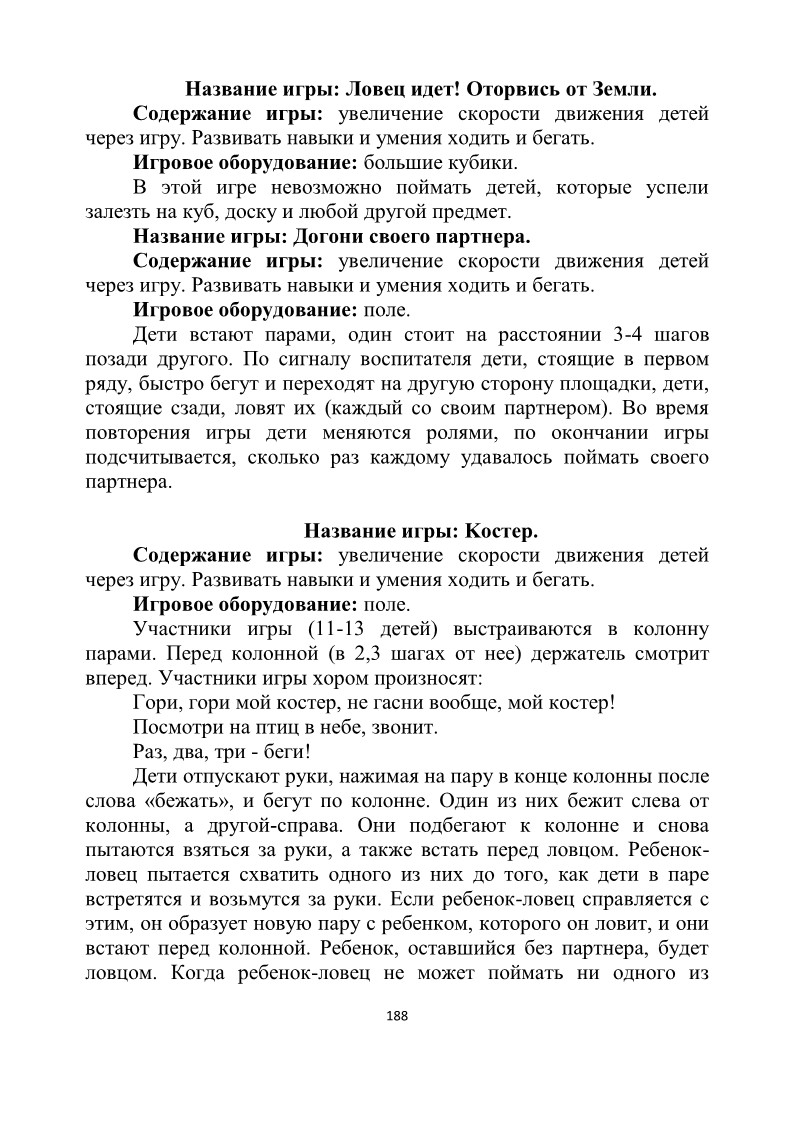 Название игры: Ловец идет! Оторвись от Земли.
Содержание игры: увеличение скорости движения детей
через игру. Развивать навыки и умения ходить и бегать.
Игровое оборудование: большие кубики.
В этой игре невозможно поймать детей, которые успели
залезть на куб, доску и любой другой предмет.
Название игры: Догони своего партнера.
Содержание игры: увеличение скорости движения детей
через игру. Развивать навыки и умения ходить и бегать.
Игровое оборудование: поле.
Дети встают парами, один стоит на расстоянии 3-4 шагов
позади другого. По сигналу воспитателя дети, стоящие в первом
ряду, быстро бегут и переходят на другую сторону площадки, дети,
стоящие сзади, ловят их (каждый со своим партнером). Во время
повторения игры дети меняются ролями, по окончании игры
подсчитывается, сколько раз каждому удавалось поймать своего
партнера.
Название игры: Костер.
Содержание игры: увеличение скорости движения детей
через игру. Развивать навыки и умения ходить и бегать.
Игровое оборудование: поле.
Участники игры (11-13 детей) выстраиваются в колонну
парами. Перед колонной (в 2,3 шагах от нее) держатель смотрит
вперед. Участники игры хором произносят:
Гори, гори мой костер, не гасни вообще, мой костер!
Посмотри на птиц в небе, звонит.
Раз, два, три - беги!
Дети отпускают руки, нажимая на пару в конце колонны после
слова «бежать», и бегут по колонне. Один из них бежит слева от
колонны, а другой-справа. Они подбегают к колонне и снова
пытаются взяться за руки, а также встать перед ловцом. Ребенок-
ловец пытается схватить одного из них до того, как дети в паре
встретятся и возьмутся за руки. Если ребенок-ловец справляется с
этим, он образует новую пару с ребенком, которого он ловит, и они
встают перед колонной. Ребенок, оставшийся без партнера, будет
ловцом. Когда ребенок-ловец не может поймать ни одного из
188